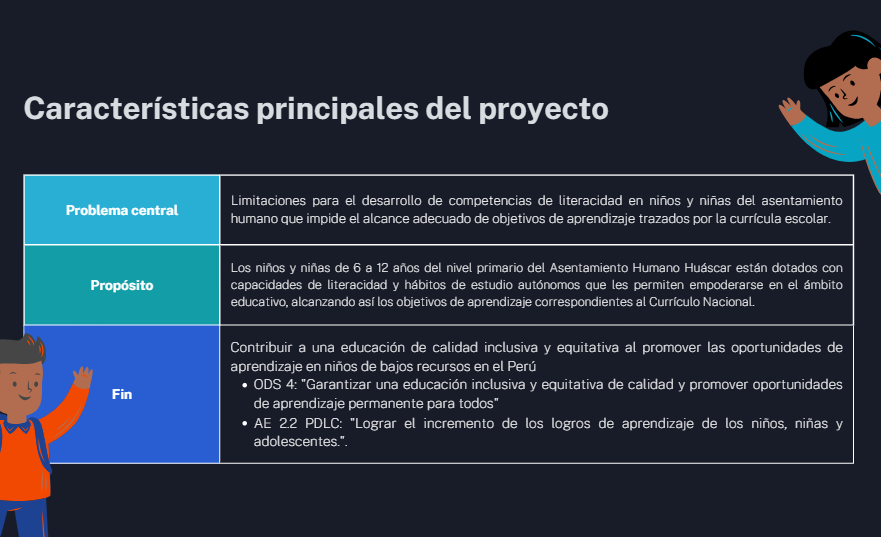 Características principales del proyecto
Problema central
Limitaciones para el desarrollo de competencias de literacidad en niños y niñas del asentamiento
humano que impide el alcance adecuado de objetivos de aprendizaje trazados por la currícula escolar.
Propósito
Los niños y niñas de 6 a 12 años del nivel primario del Asentamiento Humano Huáscar están dotados con
capacidades de literacidad y hábitos de estudio autónomos que les permiten empoderarse en el ámbito
educativo, alcanzando así los objetivos de aprendizaje correspondientes al Currículo Nacional.
Fin
Contribuir a una educación de calidad inclusiva y equitativa al promover las oportunidades de
aprendizaje en niños de bajos recursos en el Perú
• ODS 4: "Garantizar una educación inclusiva y equitativa de calidad y promover oportunidades
de aprendizaje permanente para todos"
• AE 2.2 PDLC: "Lograr el incremento de los logros de aprendizaje de los niños, niñas y
adolescentes.".